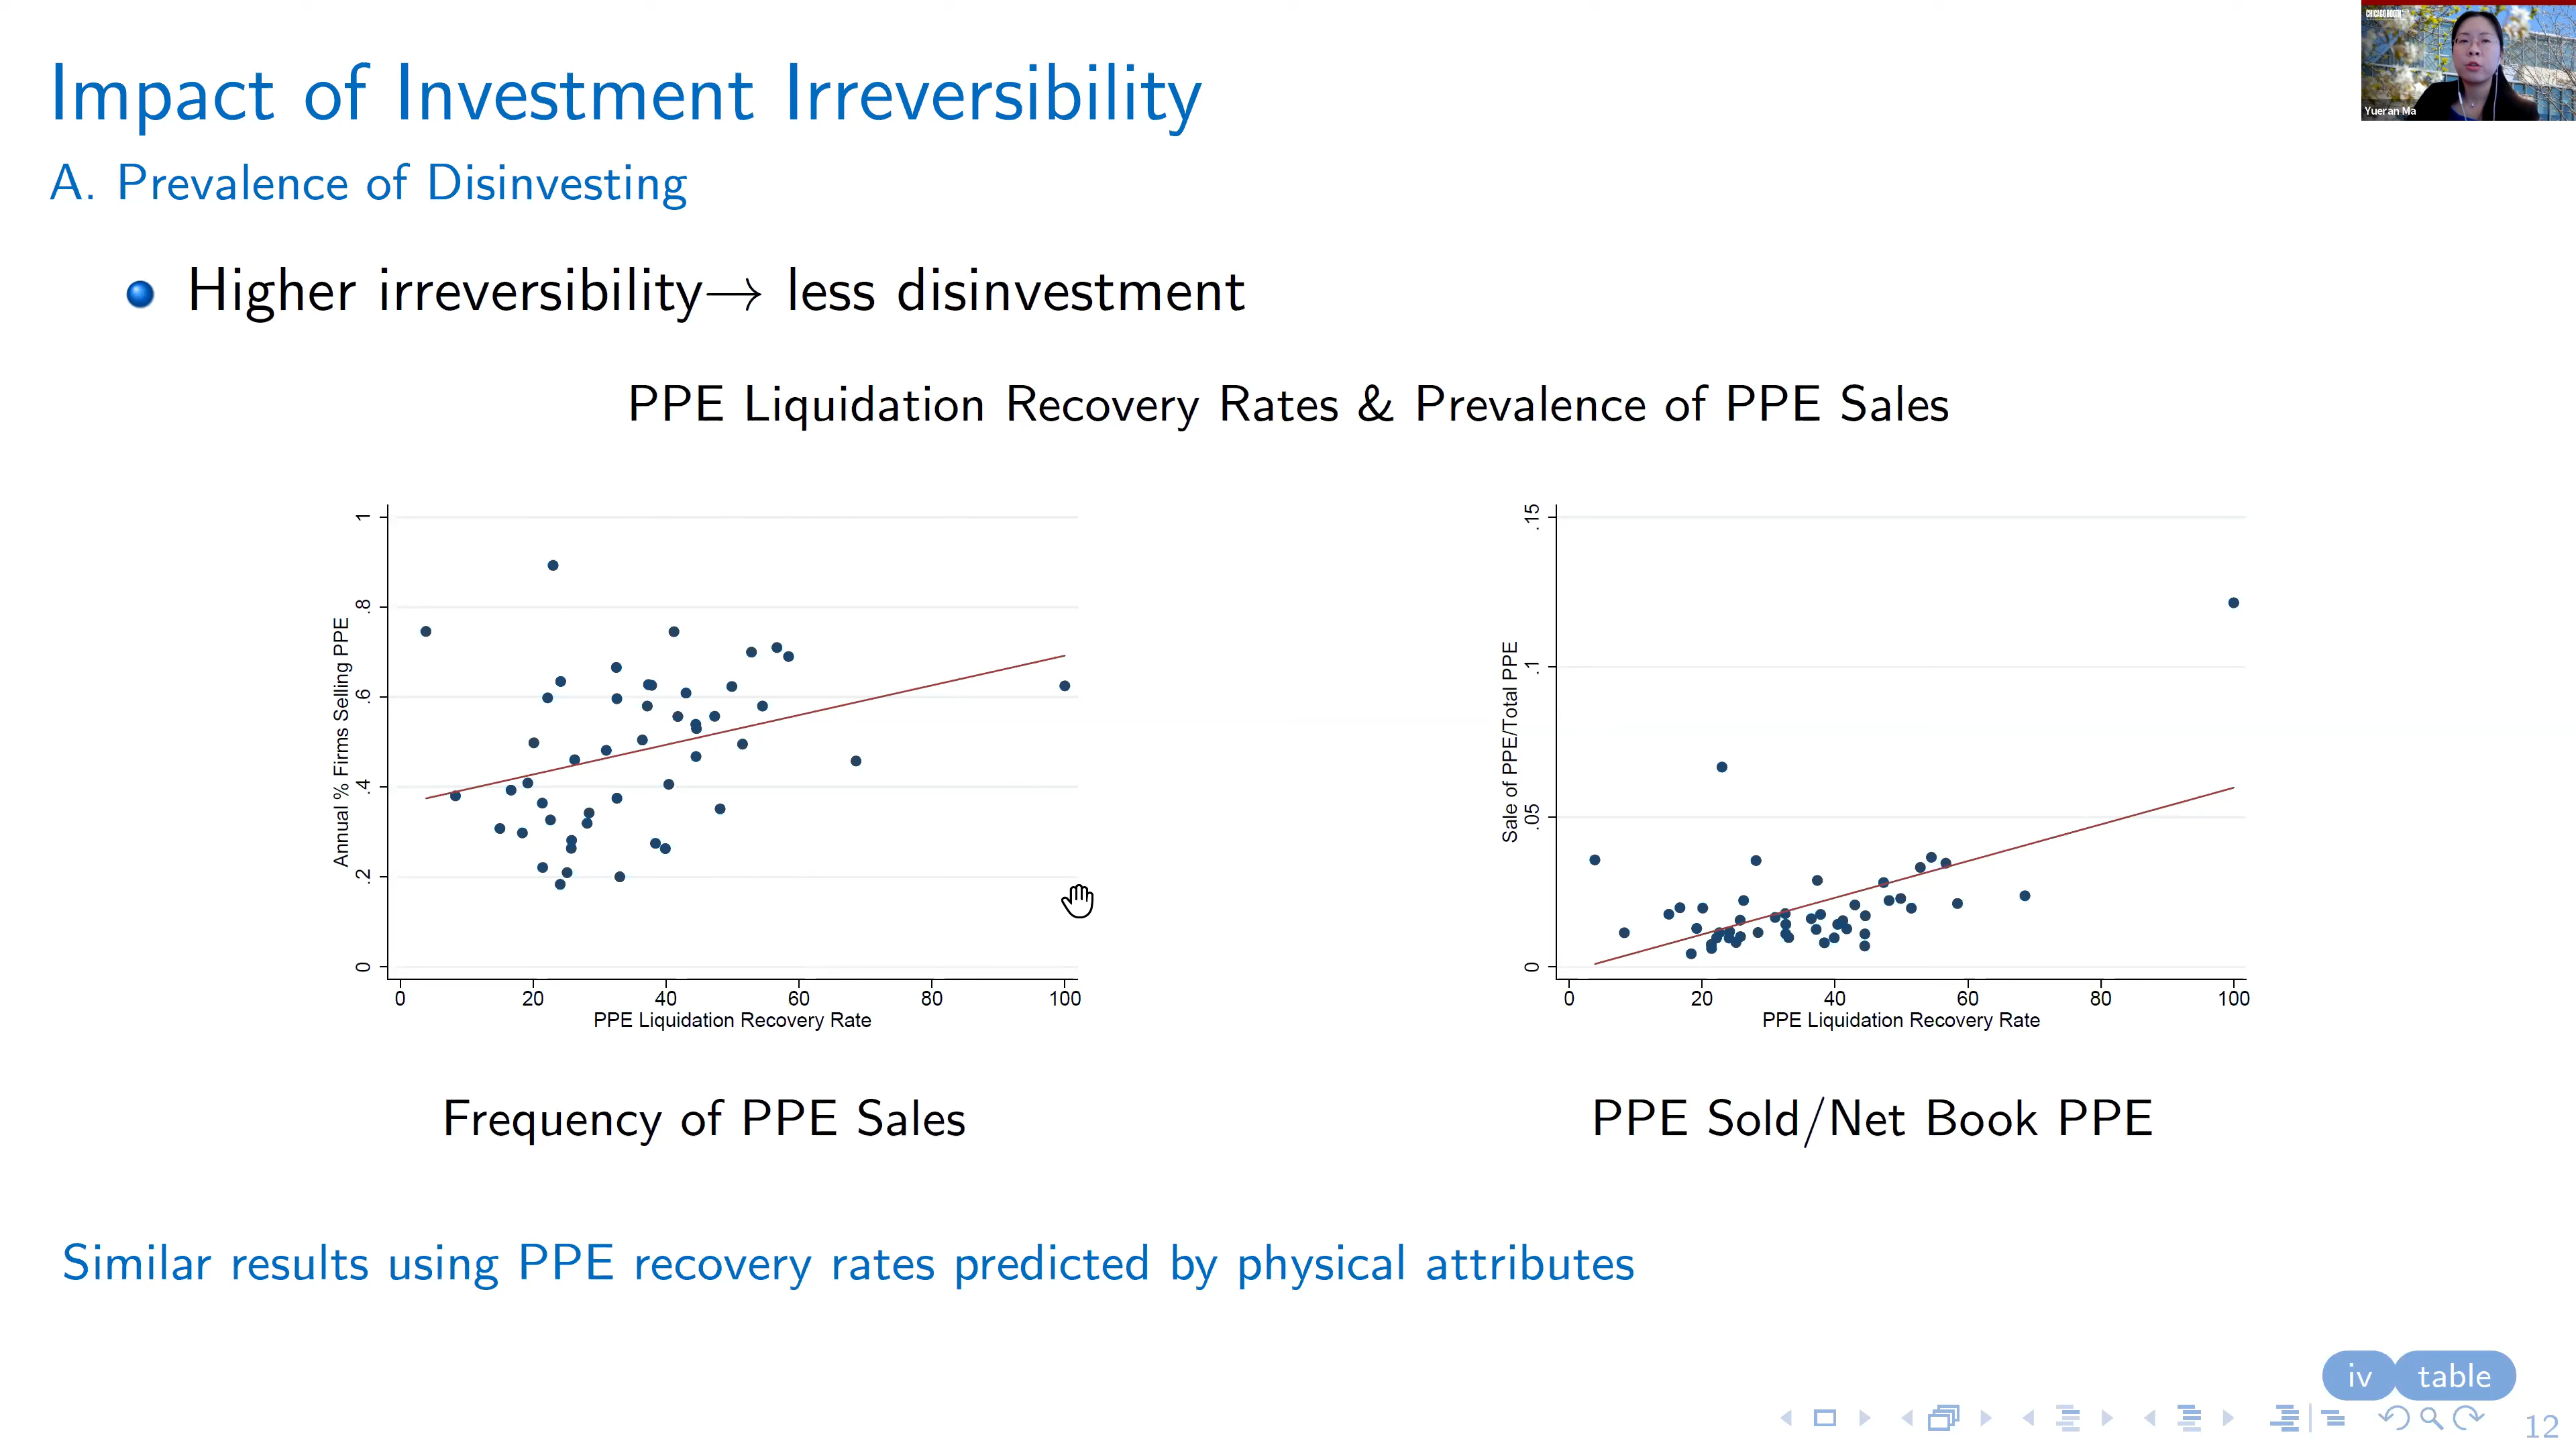 Impact of Investment Irreversibility
CHICAGO BOOTH
Yueran Ma
A. Prevalence of Disinvesting
Higher irreversibility→ less disinvestment
PPE Liquidation Recovery Rates & Prevalence of PPE Sales
Annual % Firms Selling PPE
1
.8
.6
.4
.2
0
0 20 40 60 80 100
PPE Liquidation Recovery Rate
Frequency of PPE Sales
Sale of PPE/Total PPE
.15
.1
.05
0
0 20 40 60 80 100
PPE Liquidation Recovery Rate
PPE Sold/Net Book PPE
Similar results using PPE recovery rates predicted by physical attributes
iv table
12